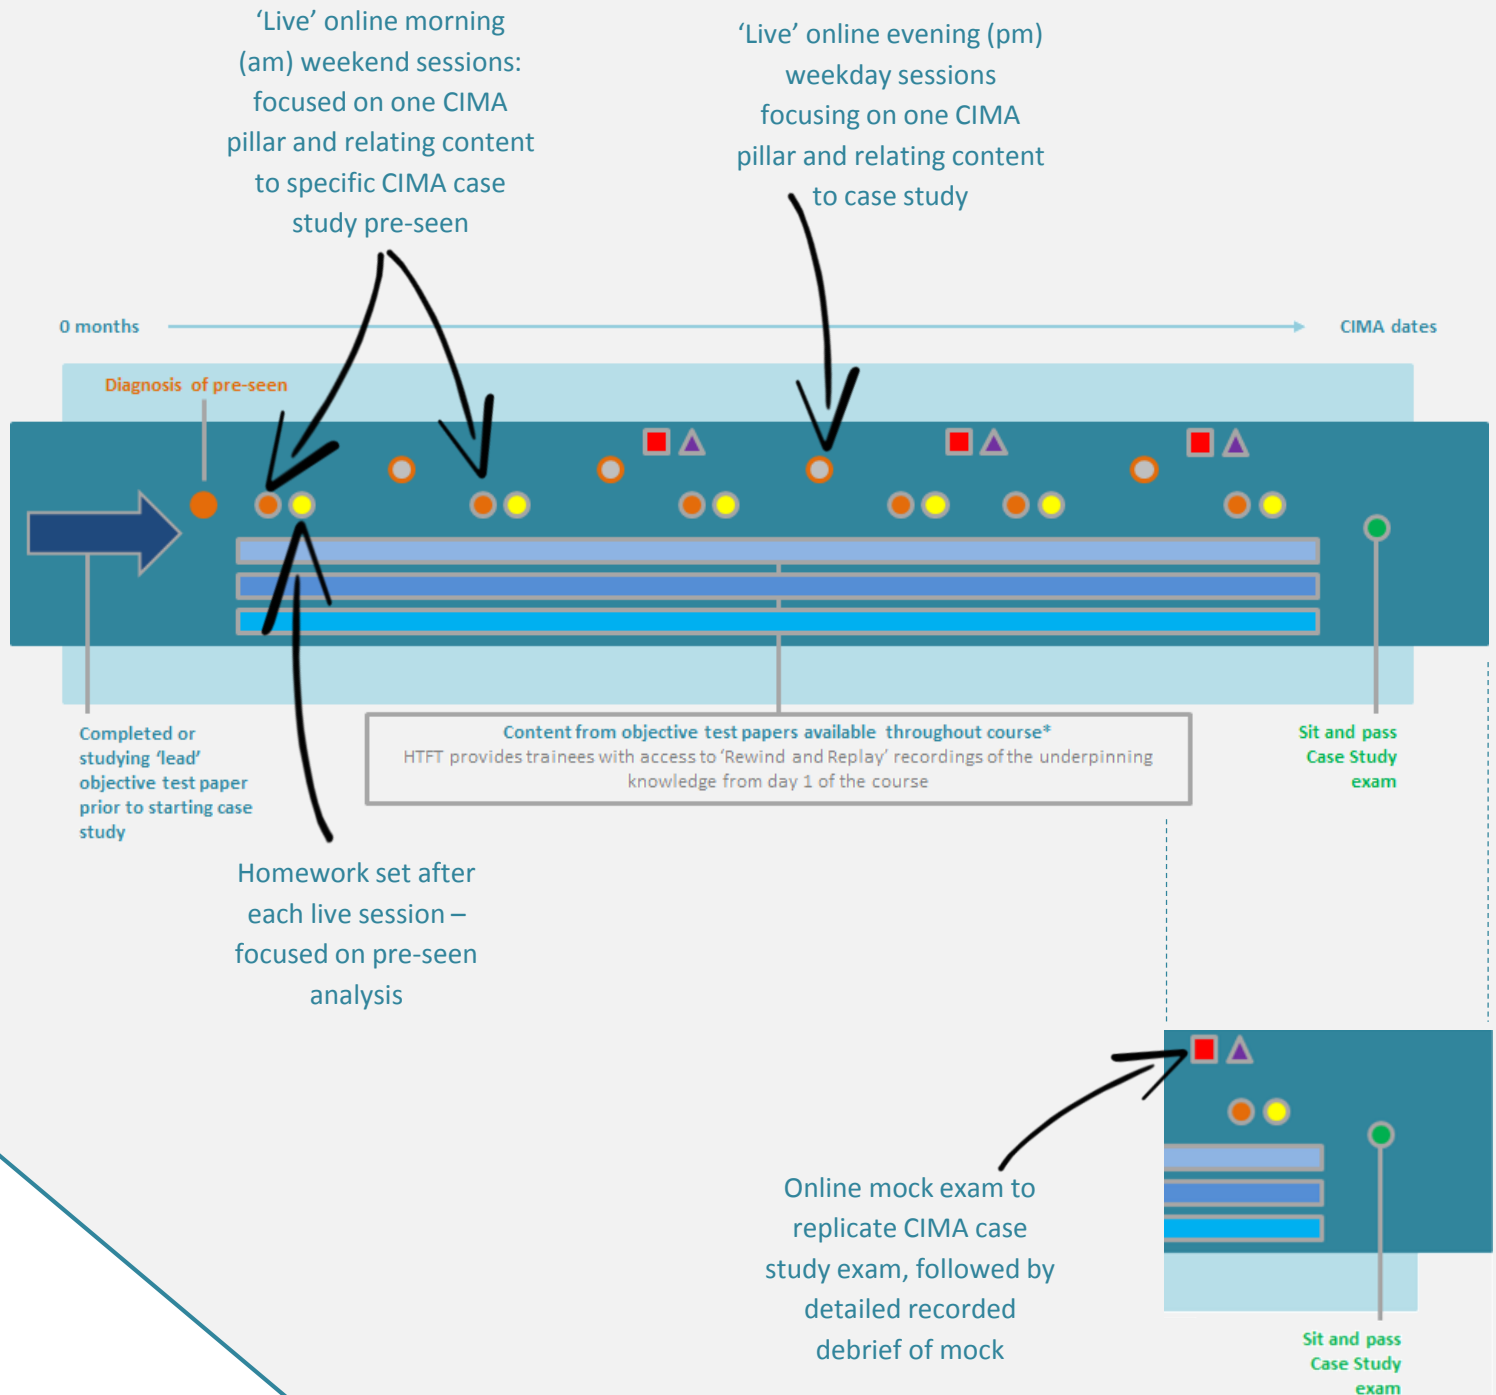 ‘Live’ online morning
(am) weekend sessions:
focused on one CIMA
pillar and relating content
to specific CIMA case
study pre-seen
‘Live’ online evening (pm)
weekday sessions
focusing on one CIMA
pillar and relating content
to case study
0 months
CIMA dates
Diagnosis of pre-seen
Completed or
studying ‘lead’
objective test paper
prior to starting case
study
Content from objective test papers available throughout course*
HTFT provides trainees with access to ‘Rewind and Replay’ recordings of the underpinning
knowledge from day 1 of the course
Sit and pass
Case Study
exam
Homework set after
each live session –
focused on pre-seen
analysis
Online mock exam to
replicate CIMA case
study exam, followed by
detailed recorded
debrief of mock
Sit and pass
Case Study
exam